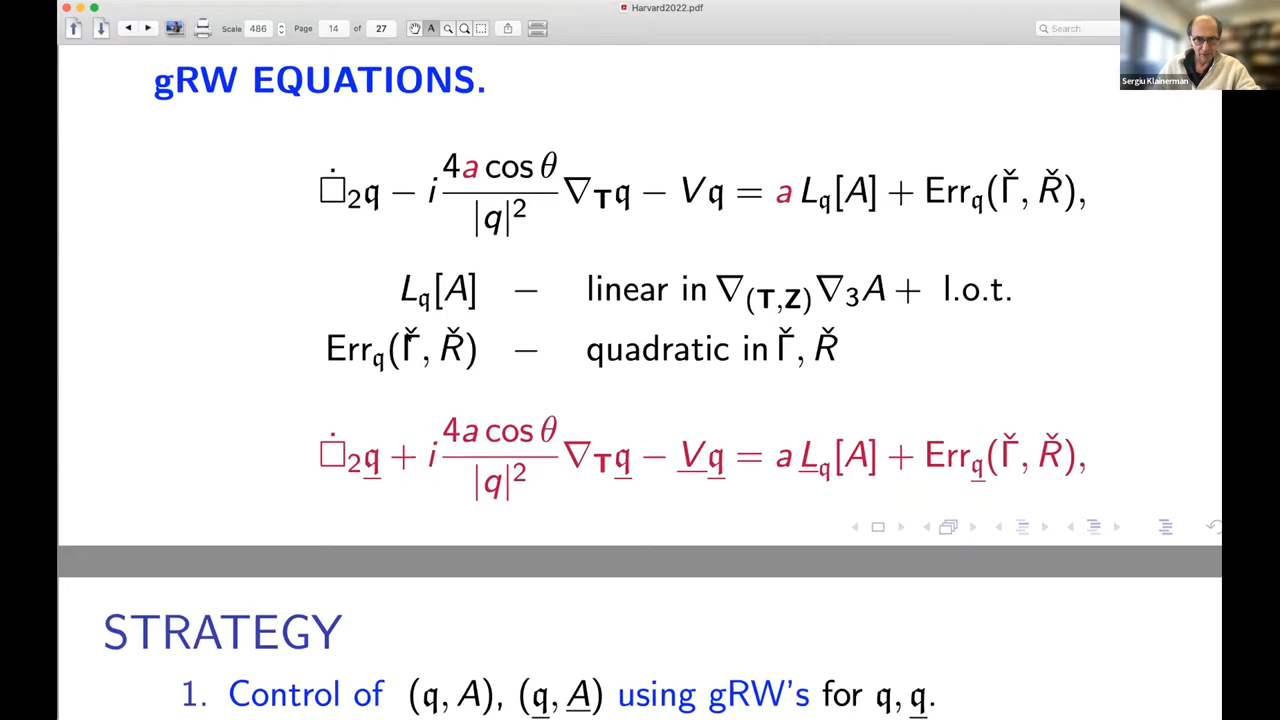 Harvard2022.pdf
Scale 486 Page 14 of 27 A Search
Sergiu Klainerman
gRW EQUATIONS.
□̇₂𝔮 − i 4a cos θ / |q|² ∇_𝐓 𝔮 − V𝔮 = a L_𝔮[A] + Err_𝔮(Γ̌, Ř),
L_𝔮[A] − linear in ∇_(𝐓,𝐙)∇₃A + l.o.t.
Err_𝔮(Γ̌, Ř) − quadratic in Γ̌, Ř
□̇₂𝔮̲ + i 4a cos θ / |q|² ∇_𝐓 𝔮̲ − V̲𝔮̲ = a L̲_𝔮[A] + Err_𝔮̲(Γ̌, Ř),
STRATEGY
1. Control of (𝔮, A), (𝔮̲, A̲) using gRW's for 𝔮, 𝔮̲.